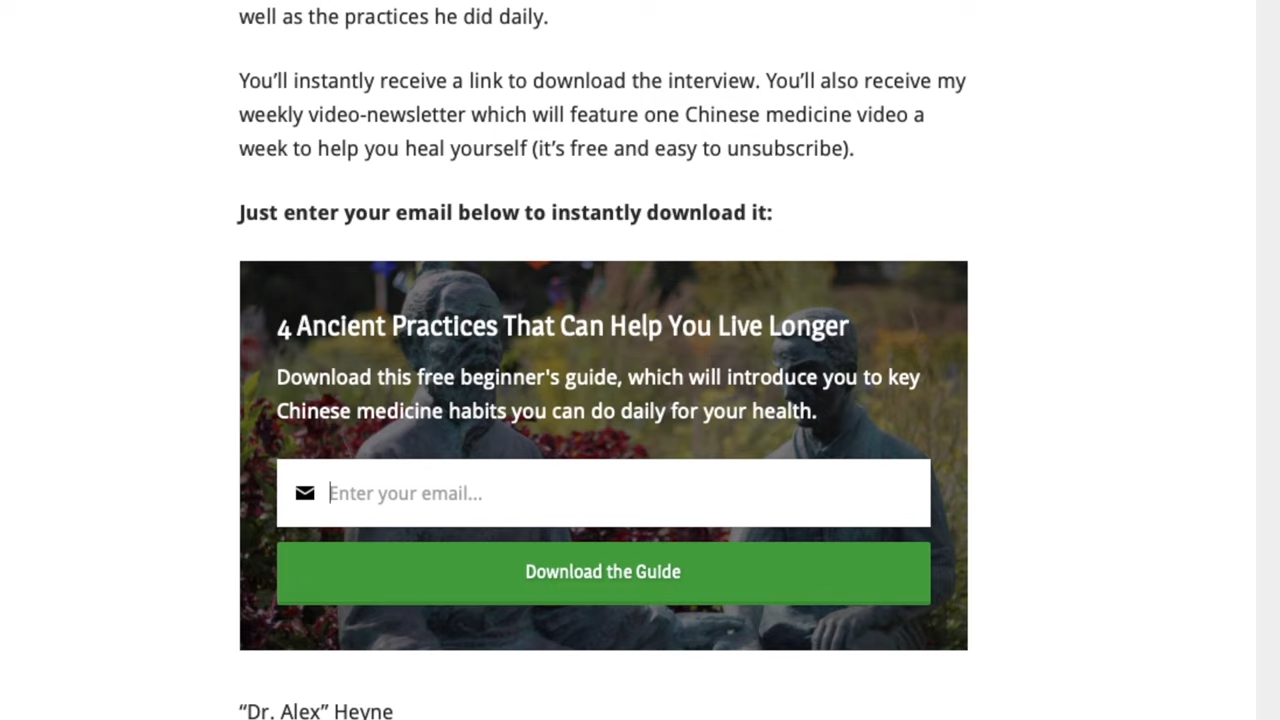 well as the practices he did daily.
You’ll instantly receive a link to download the interview. You’ll also receive my
weekly video-newsletter which will feature one Chinese medicine video a
week to help you heal yourself (it’s free and easy to unsubscribe).
Just enter your email below to instantly download it:
4 Ancient Practices That Can Help You Live Longer
Download this free beginner's guide, which will introduce you to key
Chinese medicine habits you can do daily for your health.
Enter your email...
Download the Guide
“Dr. Alex” Heyne